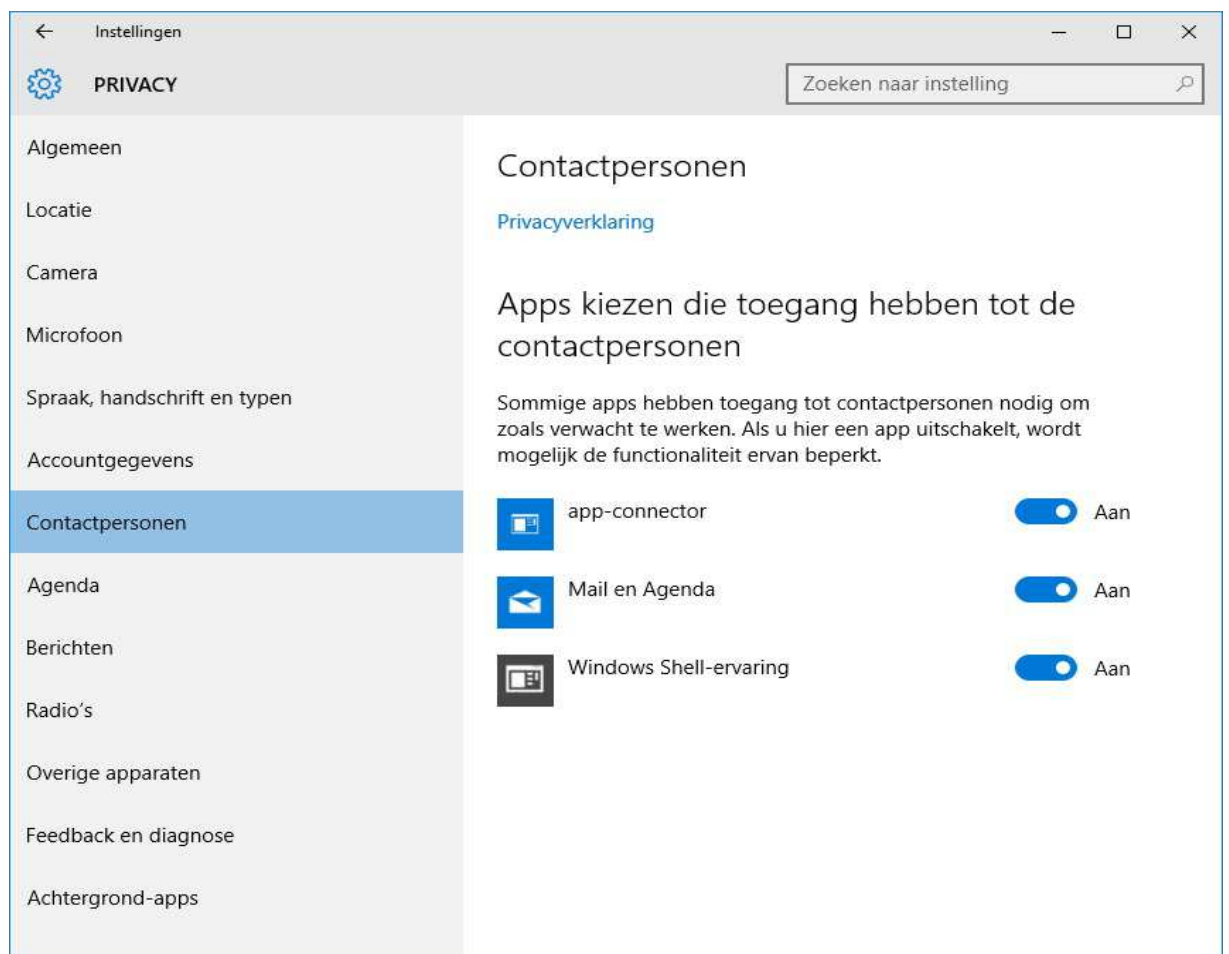 Instellingen
PRIVACY
Zoeken naar instelling
Algemeen
Locatie
Camera
Microfoon
Spraak, handschrift en typen
Accountgegevens
Contactpersonen
Agenda
Berichten
Radio's
Overige apparaten
Feedback en diagnose
Achtergrond-apps
Contactpersonen
Privacyverklaring
Apps kiezen die toegang hebben tot de
contactpersonen
Sommige apps hebben toegang tot contactpersonen nodig om
zoals verwacht te werken. Als u hier een app uitschakelt, wordt
mogelijk de functionaliteit ervan beperkt.
app-connector Aan
Mail en Agenda Aan
Windows Shell-ervaring Aan